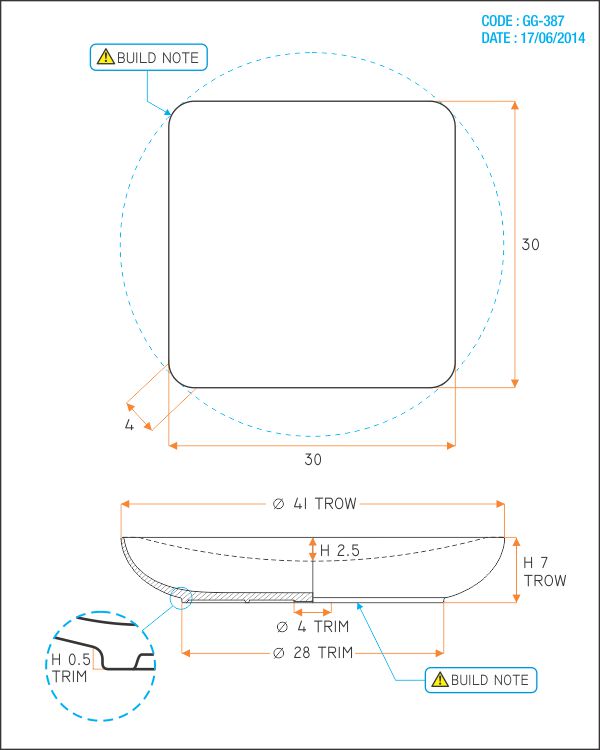 CODE : GG-387
DATE : 17/06/2014
BUILD NOTE
30
4
30
Ø 41 TROW
H 2.5
H 7
TROW
Ø 4 TRIM
H 0.5
TRIM
Ø 28 TRIM
BUILD NOTE